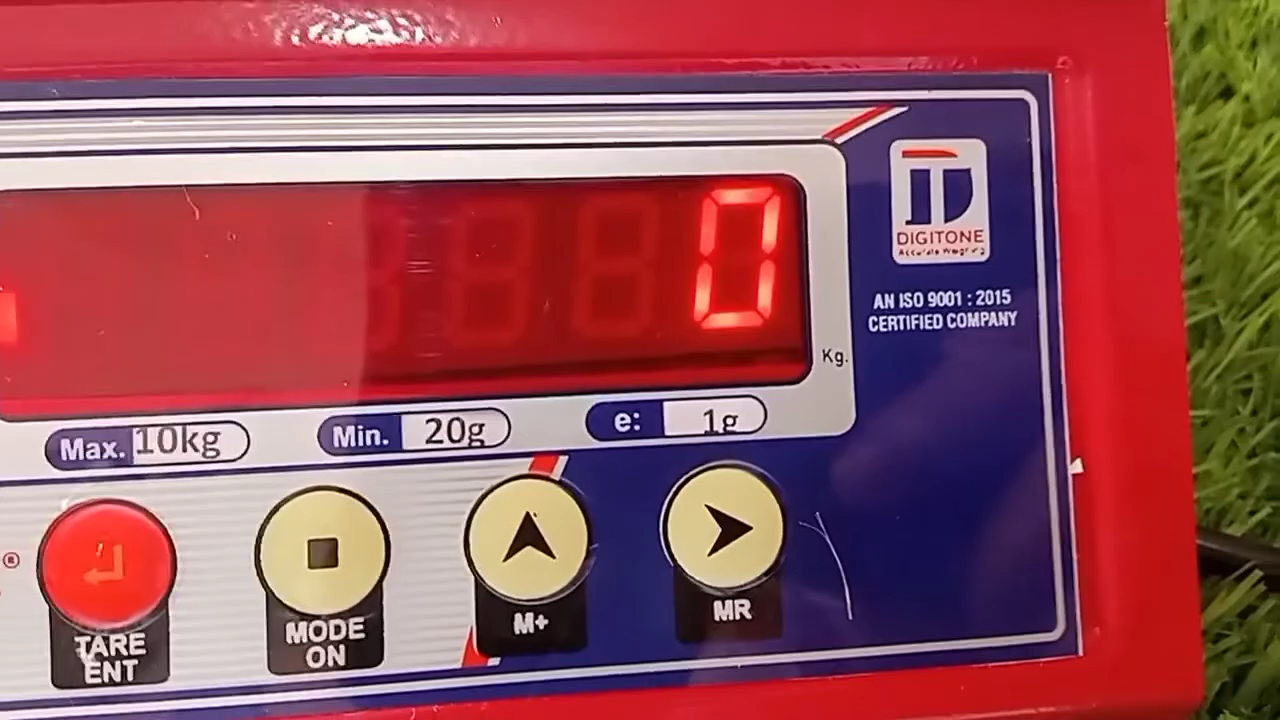 0
DIGITONE
Accurate Weighing
AN ISO 9001 : 2015
CERTIFIED COMPANY
Kg.
Max. 10kg
Min. 20g
e: 1g
®
TARE
ENT
MODE
ON
M+
MR